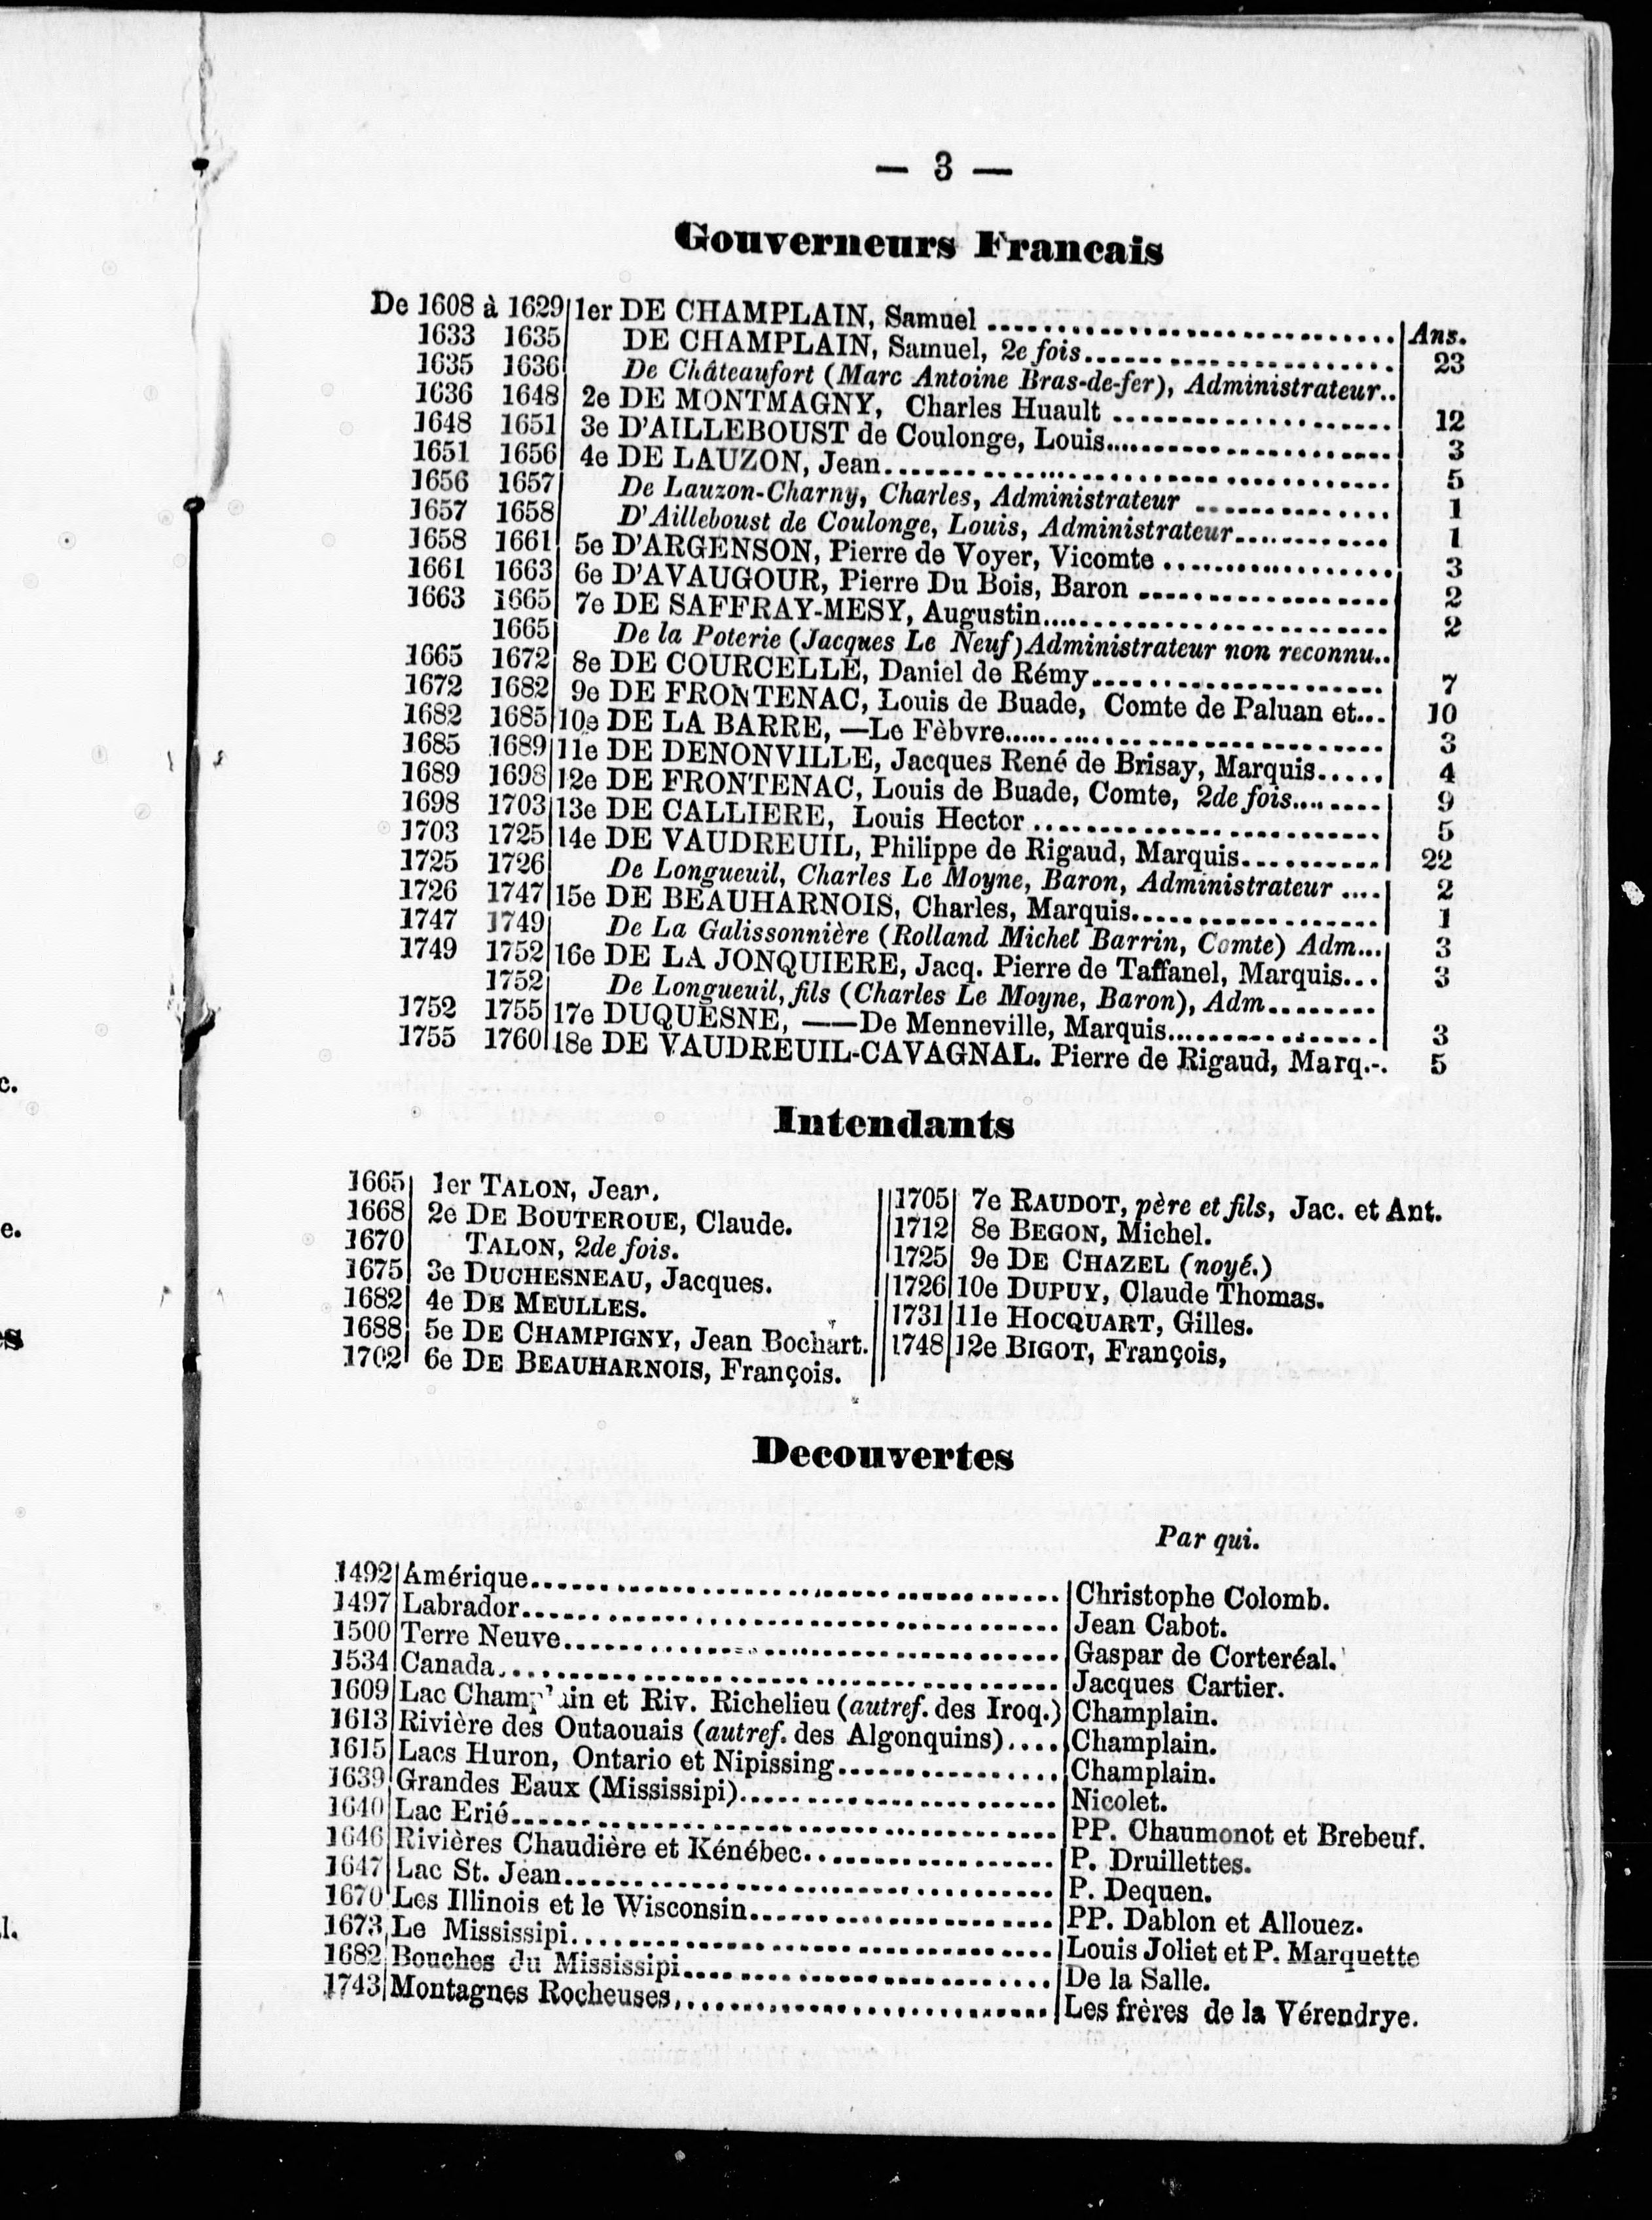 — 3 —
Gouverneurs Francais
Ans.
De 1608 à 1629 1er DE CHAMPLAIN, Samuel
1633 1635 DE CHAMPLAIN, Samuel, 2e fois 23
1635 1636 De Châteaufort (Marc Antoine Bras-de-fer), Administrateur..
1636 1648 2e DE MONTMAGNY, Charles Huault 12
1648 1651 3e D'AILLEBOUST de Coulonge, Louis 3
1651 1656 4e DE LAUZON, Jean 5
1656 1657 De Lauzon-Charny, Charles, Administrateur 1
1657 1658 D'Ailleboust de Coulonge, Louis, Administrateur 1
1658 1661 5e D'ARGENSON, Pierre de Voyer, Vicomte 3
1661 1663 6e D'AVAUGOUR, Pierre Du Bois, Baron 2
1663 1665 7e DE SAFFRAY-MESY, Augustin 2
1665 De la Poterie (Jacques Le Neuf) Administrateur non reconnu..
1665 1672 8e DE COURCELLE, Daniel de Rémy 7
1672 1682 9e DE FRONTENAC, Louis de Buade, Comte de Paluan et... 10
1682 1685 10e DE LA BARRE, —Le Fèbvre 3
1685 1689 11e DE DENONVILLE, Jacques René de Brisay, Marquis 4
1689 1698 12e DE FRONTENAC, Louis de Buade, Comte, 2de fois 9
1698 1703 13e DE CALLIERE, Louis Hector 5
1703 1725 14e DE VAUDREUIL, Philippe de Rigaud, Marquis 22
1725 1726 De Longueuil, Charles Le Moyne, Baron, Administrateur 2
1726 1747 15e DE BEAUHARNOIS, Charles, Marquis 1
1747 1749 De La Galissonnière (Rolland Michel Barrin, Comte) Adm... 3
1749 1752 16e DE LA JONQUIERE, Jacq. Pierre de Taffanel, Marquis... 3
1752 De Longueuil, fils (Charles Le Moyne, Baron), Adm
1752 1755 17e DUQUESNE, ——De Menneville, Marquis 3
1755 1760 18e DE VAUDREUIL-CAVAGNAL. Pierre de Rigaud, Marq.-. 5
Intendants
1665 1er TALON, Jean.
1668 2e DE BOUTEROUE, Claude.
1670 TALON, 2de fois.
1675 3e DUCHESNEAU, Jacques.
1682 4e DE MEULLES.
1688 5e DE CHAMPIGNY, Jean Bochart.
1702 6e DE BEAUHARNOIS, François.
1705 7e RAUDOT, père et fils, Jac. et Ant.
1712 8e BEGON, Michel.
1725 9e DE CHAZEL (noyé.)
1726 10e DUPUY, Claude Thomas.
1731 11e HOCQUART, Gilles.
1748 12e BIGOT, François,
Decouvertes
Par qui.
1492 Amérique Christophe Colomb.
1497 Labrador Jean Cabot.
1500 Terre Neuve Gaspar de Corteréal.
1534 Canada Jacques Cartier.
1609 Lac Champlain et Riv. Richelieu (autref. des Iroq.) Champlain.
1613 Rivière des Outaouais (autref. des Algonquins) Champlain.
1615 Lacs Huron, Ontario et Nipissing Champlain.
1639 Grandes Eaux (Mississipi) Nicolet.
1640 Lac Erié PP. Chaumonot et Brebeuf.
1646 Rivières Chaudière et Kénébec P. Druillettes.
1647 Lac St. Jean P. Dequen.
1670 Les Illinois et le Wisconsin PP. Dablon et Allouez.
1673 Le Mississipi Louis Joliet et P. Marquette
1682 Bouches du Mississipi De la Salle.
1743 Montagnes Rocheuses Les frères de la Vérendrye.